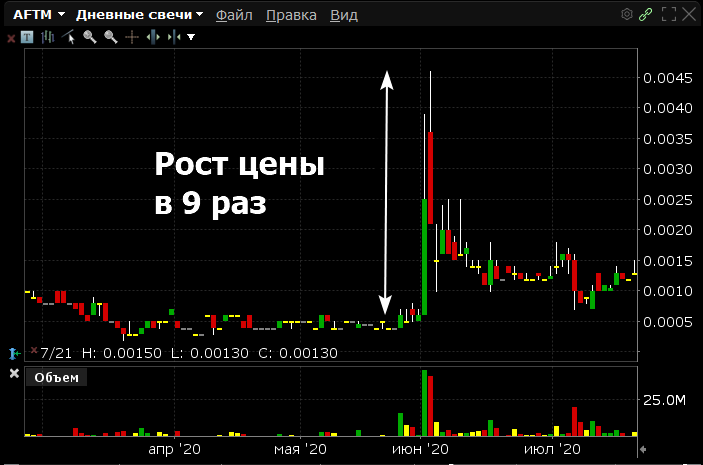 AFTM Дневные свечи Файл Правка Вид
T
Рост цены
в 9 раз
0.0045
0.0040
0.0035
0.0030
0.0025
0.0020
0.0015
0.0010
0.0005
7/21 H: 0.00150 L: 0.00130 C: 0.00130
Объем
25.0M
апр '20 мая '20 июн '20 июл '20